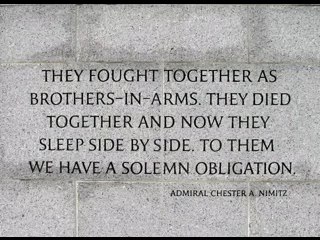 THEY FOUGHT TOGETHER AS
BROTHERS-IN-ARMS. THEY DIED
TOGETHER AND NOW THEY
SLEEP SIDE BY SIDE. TO THEM
WE HAVE A SOLEMN OBLIGATION.
ADMIRAL CHESTER A. NIMITZ